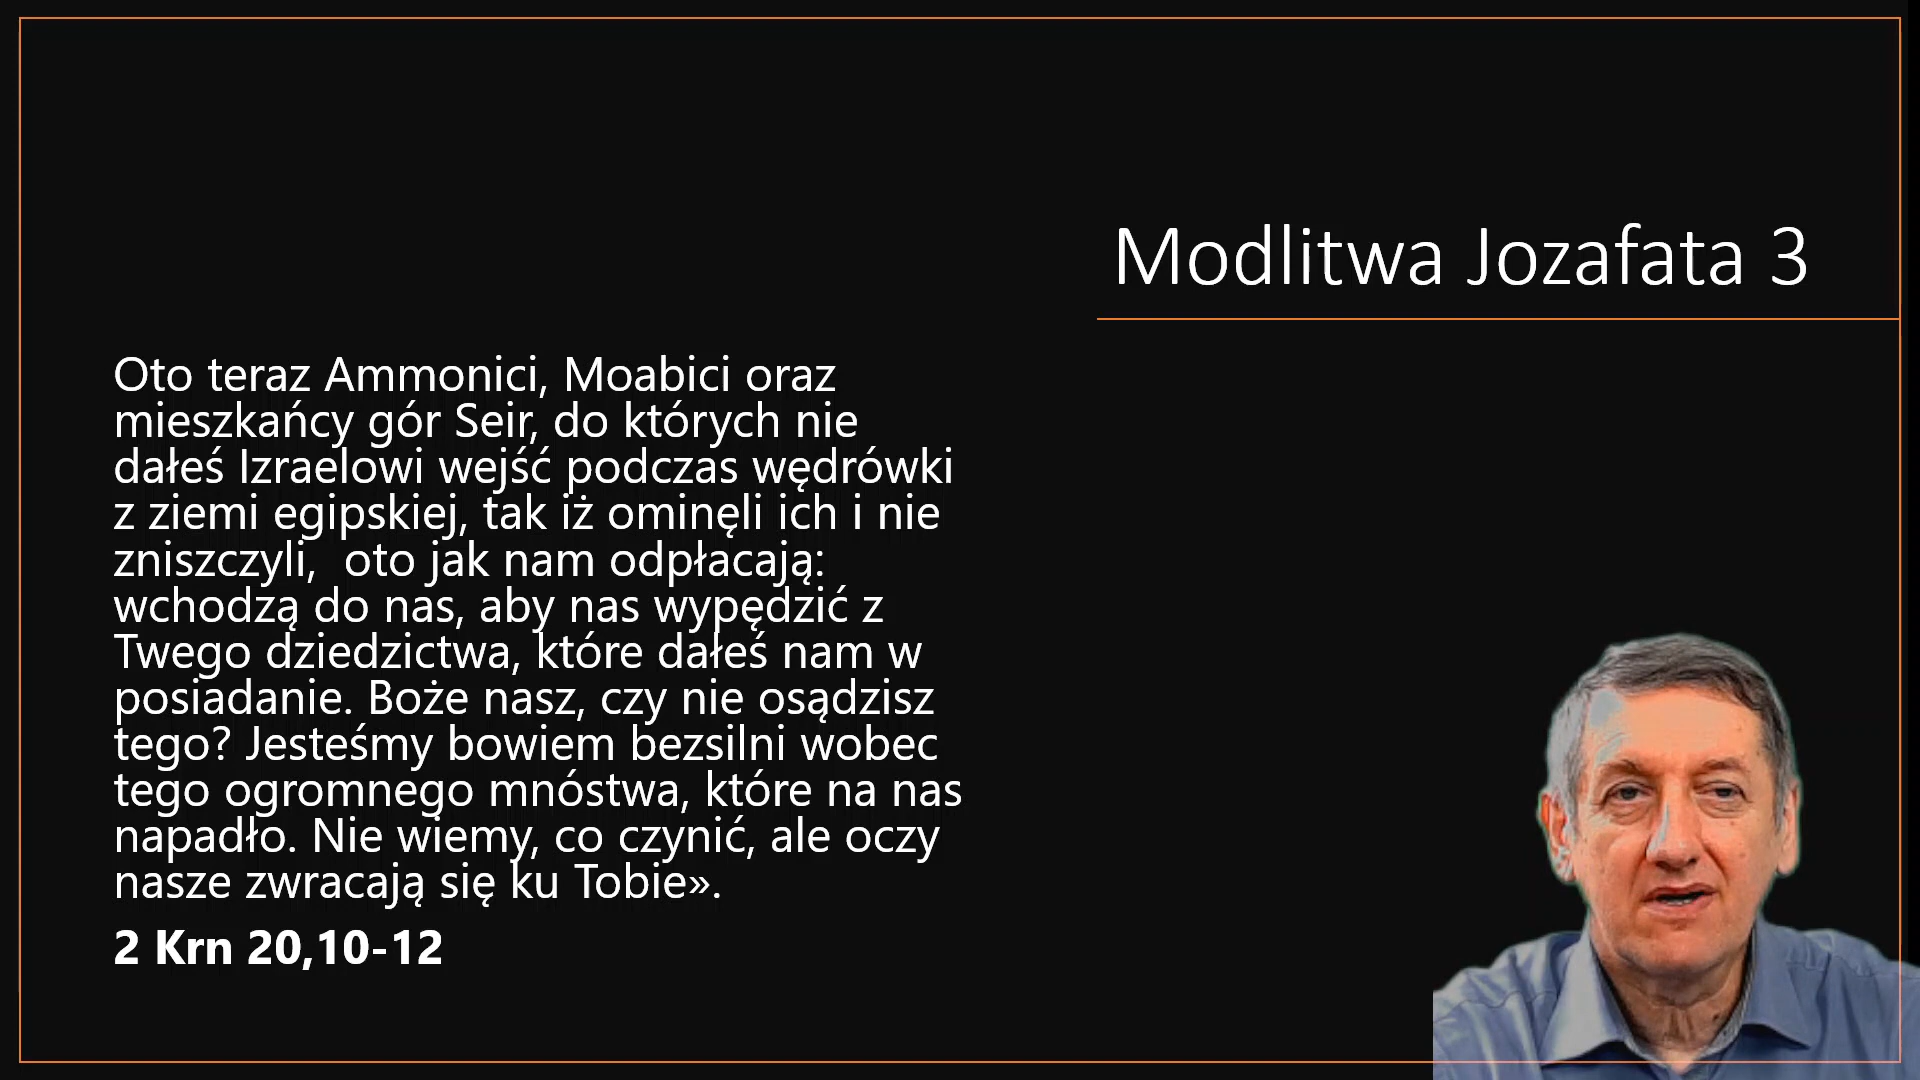 Modlitwa Jozafata 3
Oto teraz Ammonici, Moabici oraz
mieszkańcy gór Seir, do których nie
dałeś Izraelowi wejść podczas wędrówki
z ziemi egipskiej, tak iż ominęli ich i nie
zniszczyli,  oto jak nam odpłacają:
wchodzą do nas, aby nas wypędzić z
Twego dziedzictwa, które dałeś nam w
posiadanie. Boże nasz, czy nie osądzisz
tego? Jesteśmy bowiem bezsilni wobec
tego ogromnego mnóstwa, które na nas
napadło. Nie wiemy, co czynić, ale oczy
nasze zwracają się ku Tobie».
2 Krn 20,10-12